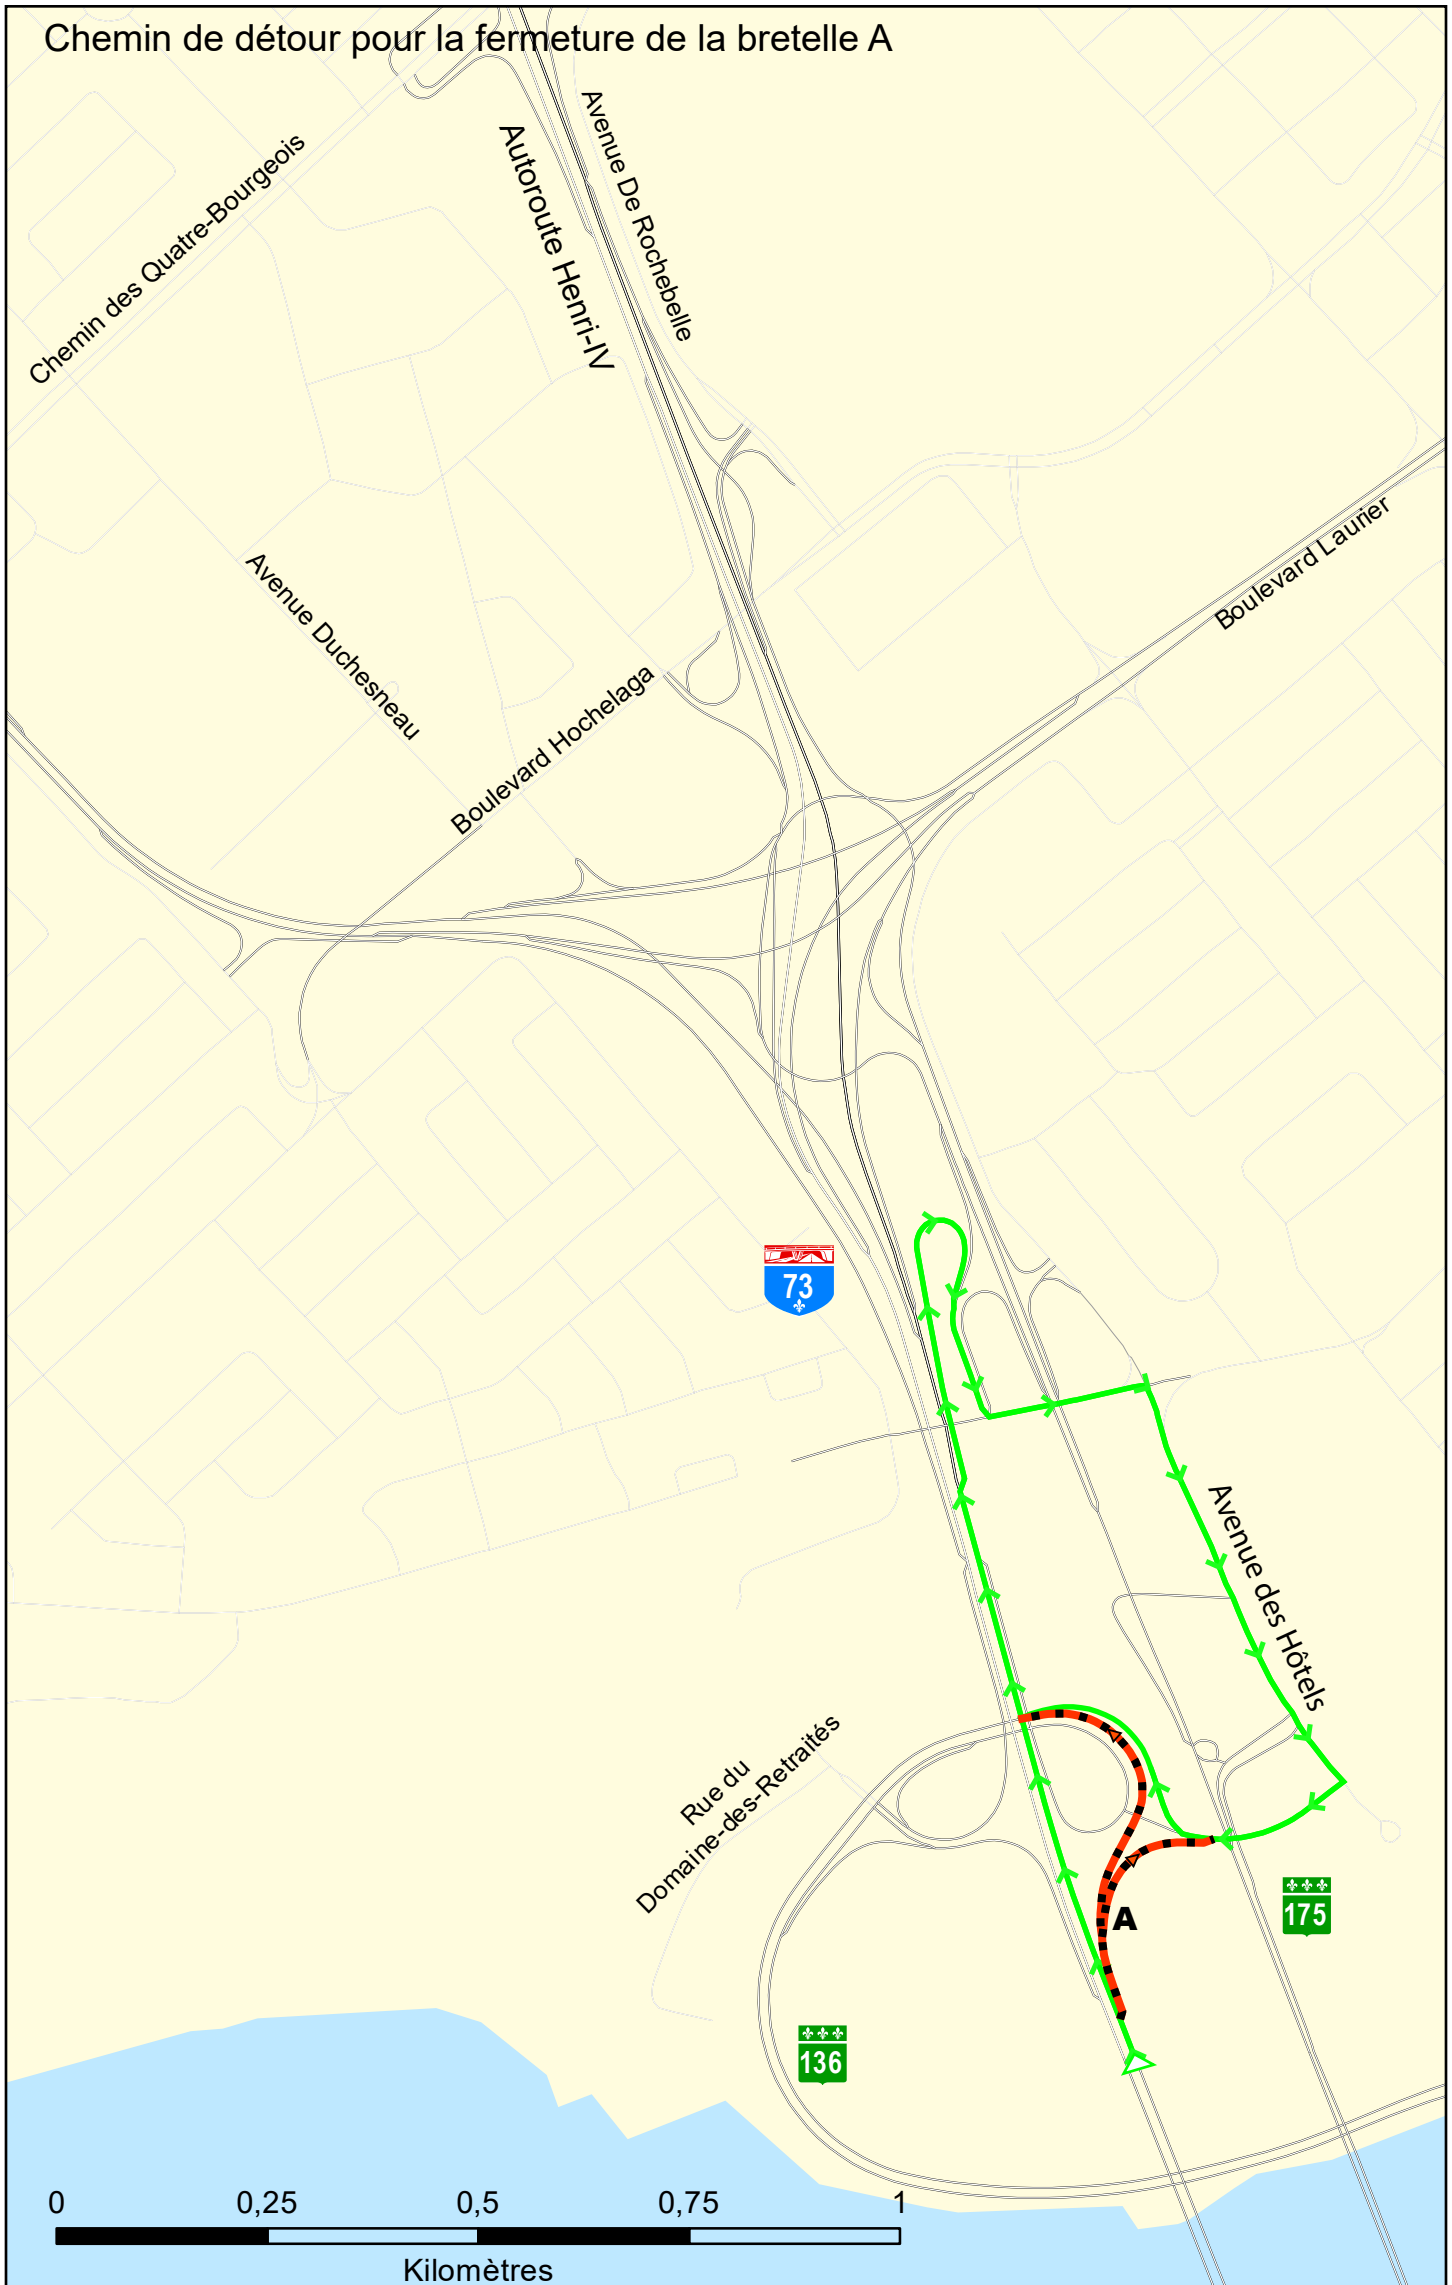 Chemin de détour pour la fermeture de la bretelle A
Chemin des Quatre-Bourgeois
Autoroute Henri-IV
Avenue De Rochebelle
Boulevard Laurier
Avenue Duchesneau
Boulevard Hochelaga
73
Avenue des Hôtels
Rue du
Domaine-des-Retraités
A
175
136
0 0,25 0,5 0,75 1
Kilomètres